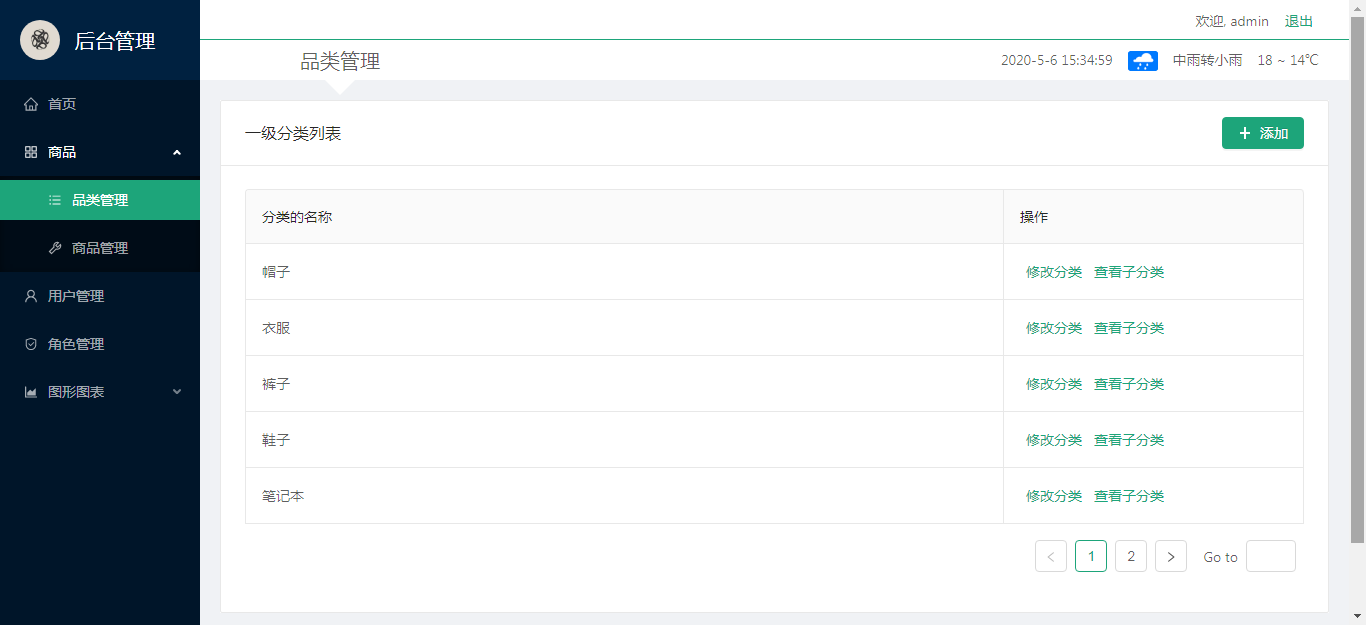 后台管理
欢迎, admin 退出
品类管理
2020-5-6 15:34:59 中雨转小雨 18 ~ 14℃
首页
商品
品类管理
商品管理
用户管理
角色管理
图形图表
一级分类列表
添加
分类的名称 操作
帽子 修改分类 查看子分类
衣服 修改分类 查看子分类
裤子 修改分类 查看子分类
鞋子 修改分类 查看子分类
笔记本 修改分类 查看子分类
< 1 2 > Go to